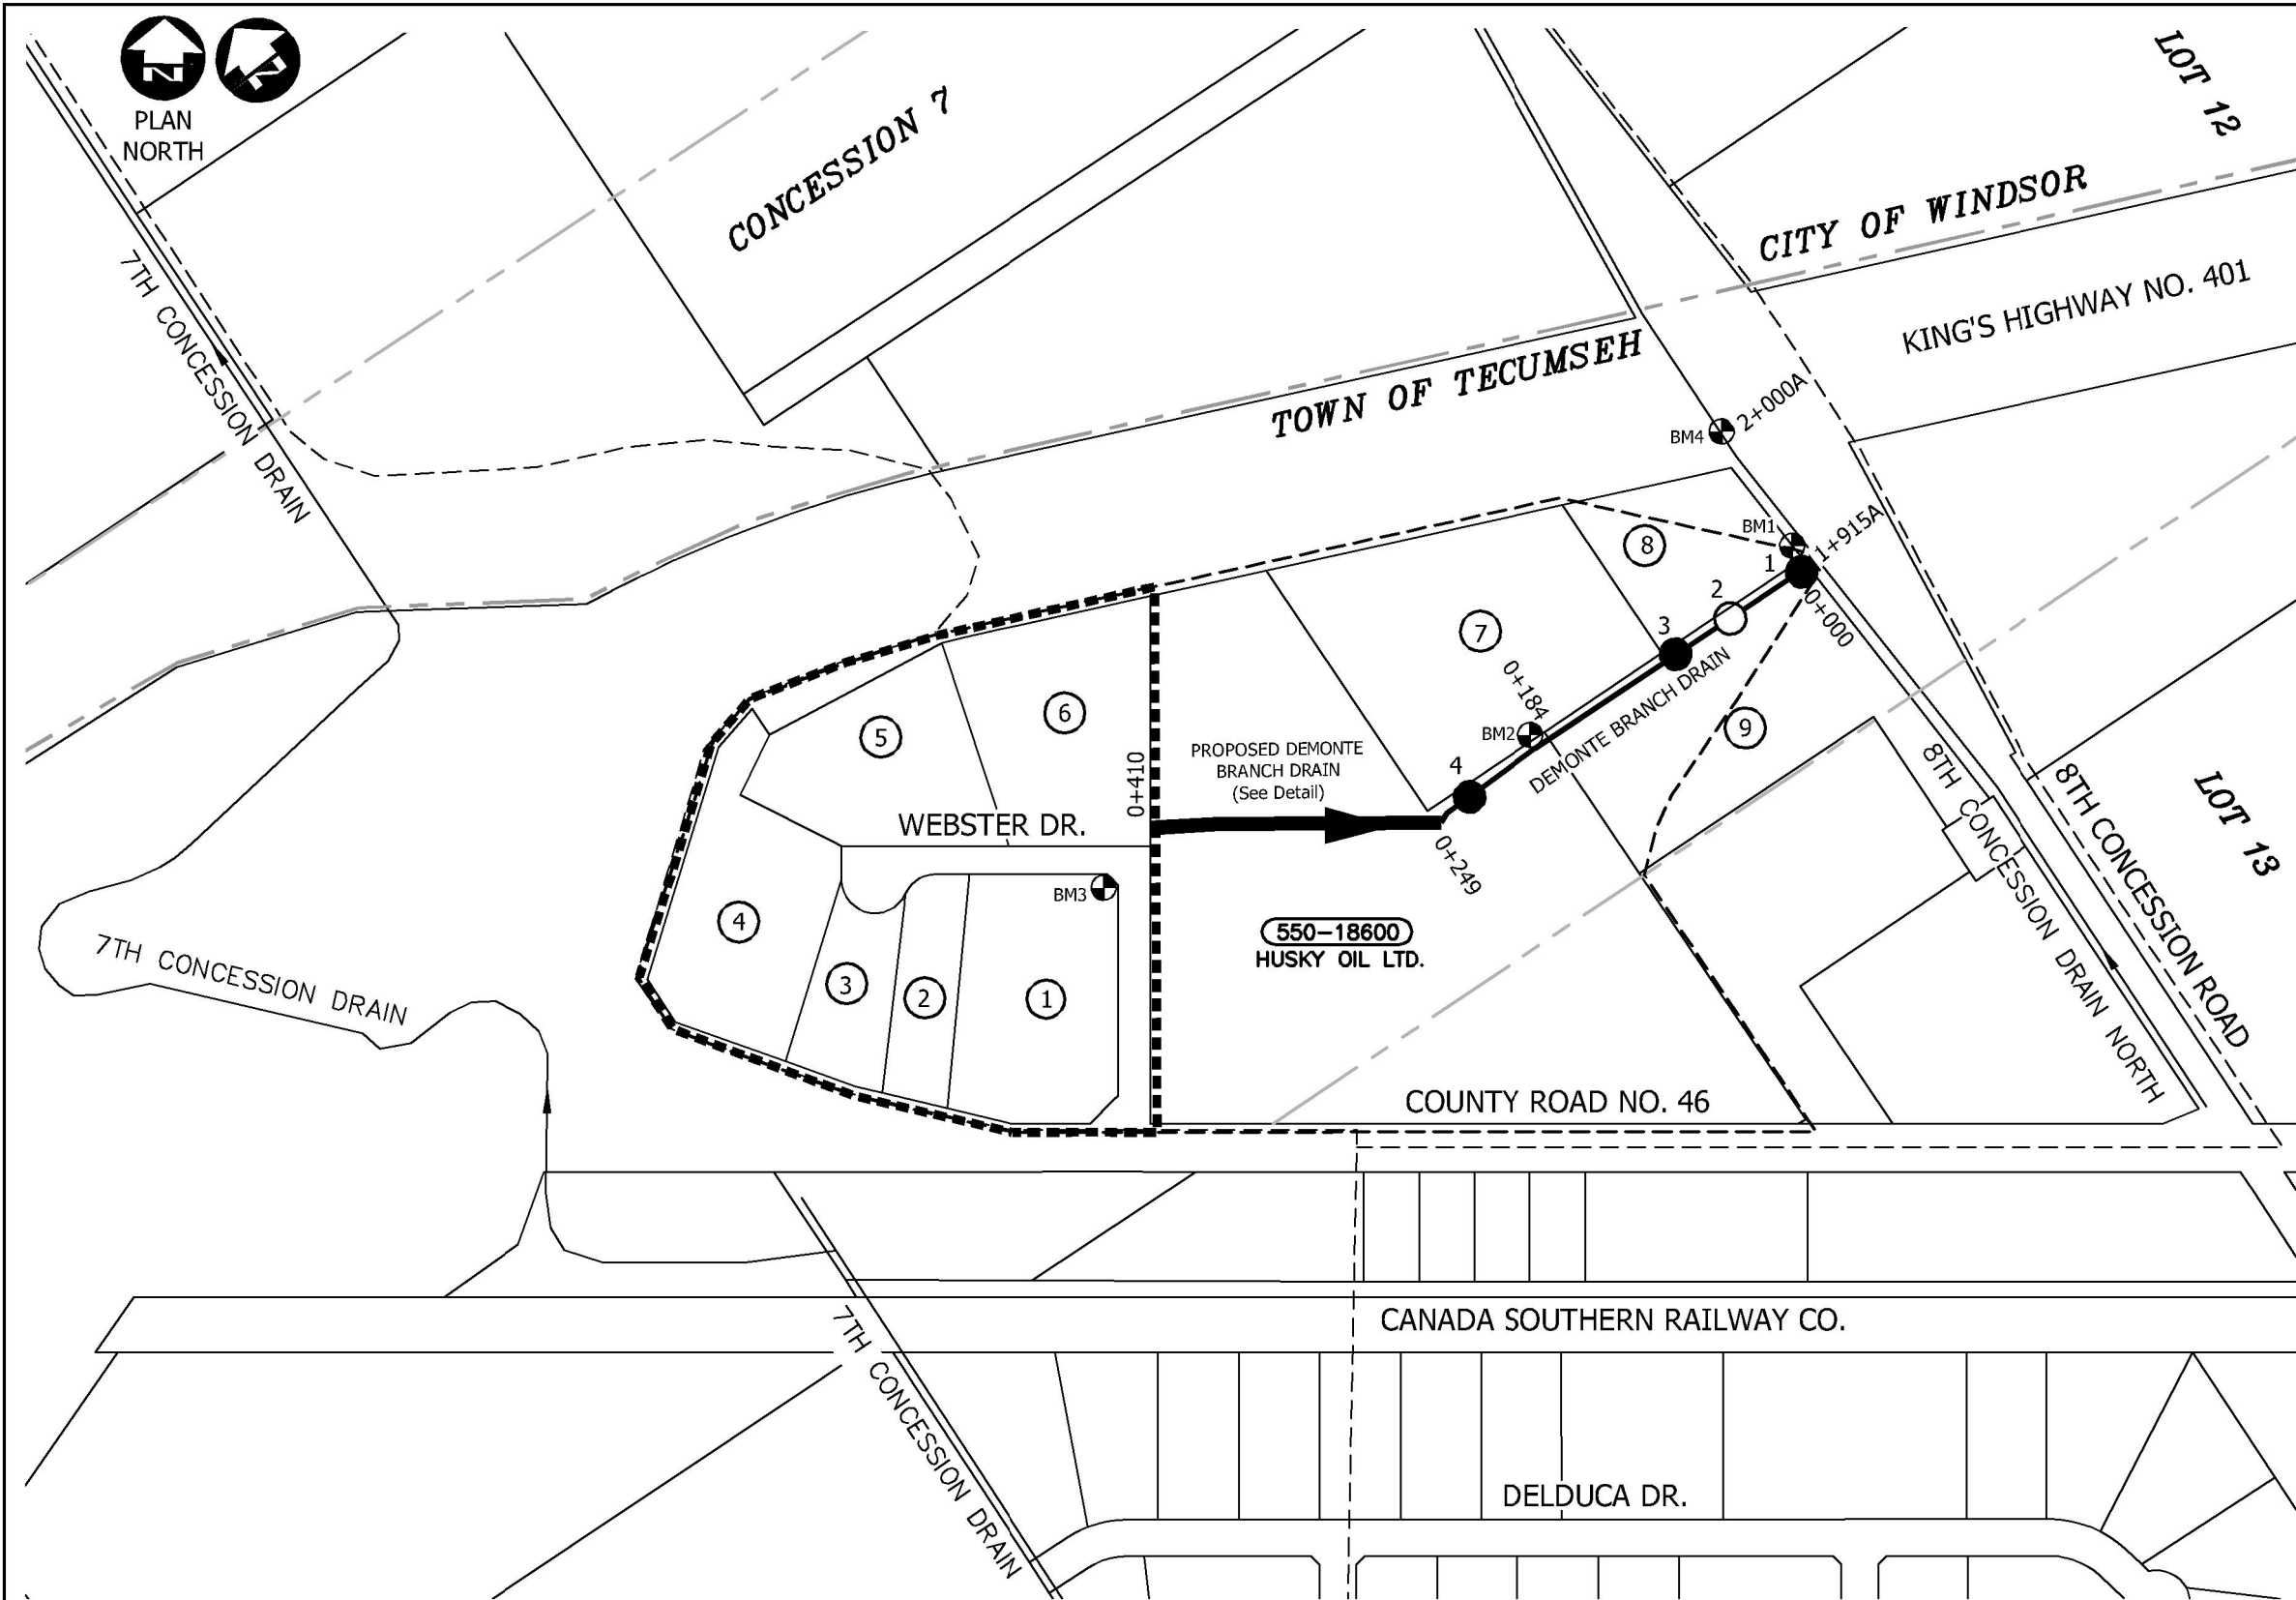 N
N
PLAN
NORTH
CONCESSION 7
LOT 12
CITY OF WINDSOR
KING'S HIGHWAY NO. 401
7TH CONCESSION DRAIN
TOWN OF TECUMSEH
2+000A
BM4
BM1
1+915A
8
1
2
0+000
3
7
0+184
DEMONTE BRANCH DRAIN
BM2
9
6
5
PROPOSED DEMONTE
BRANCH DRAIN
(See Detail)
0+410
4
WEBSTER DR.
0+249
8TH CONCESSION DRAIN NORTH
8TH CONCESSION ROAD
LOT 13
BM3
4
3
2
1
550-18600
HUSKY OIL LTD.
7TH CONCESSION DRAIN
COUNTY ROAD NO. 46
CANADA SOUTHERN RAILWAY CO.
7TH CONCESSION DRAIN
DELDUCA DR.